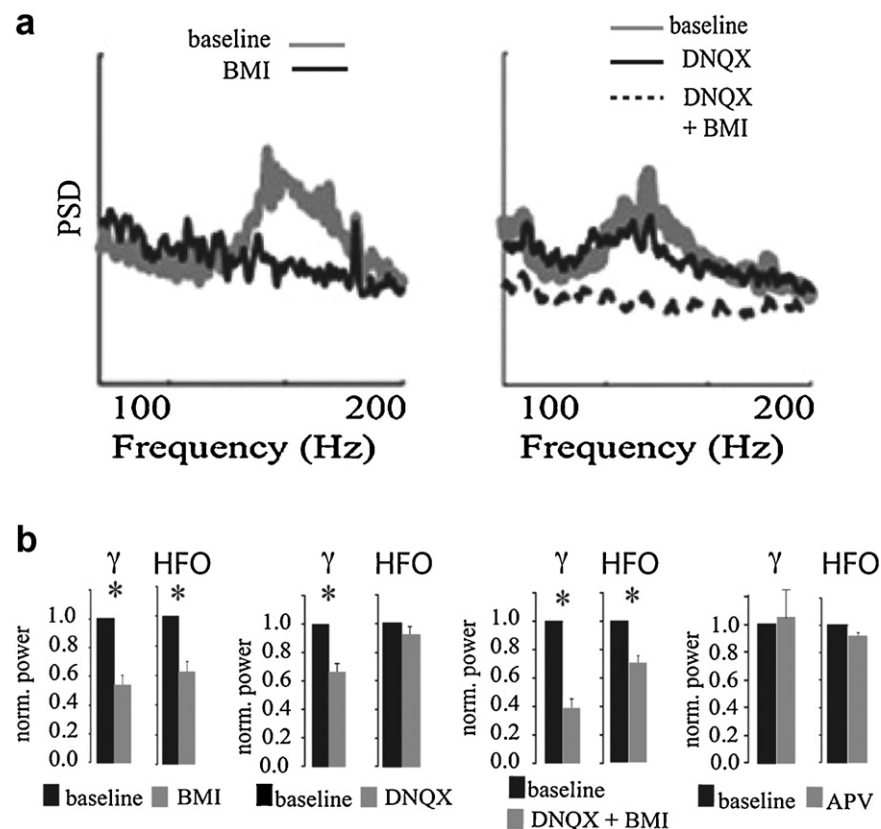 a
baseline
BMI
PSD
100 200
Frequency (Hz)
baseline
DNQX
DNQX
+ BMI
100 200
Frequency (Hz)
b
γ HFO
* *
norm. power
1.0
0.8
0.6
0.4
0.2
0.0
baseline BMI
γ HFO
*
norm. power
1.0
0.8
0.6
0.4
0.2
0.0
baseline DNQX
γ HFO
* *
norm. power
1.0
0.8
0.6
0.4
0.2
0.0
baseline
DNQX + BMI
γ HFO
norm. power
1.0
0.8
0.6
0.4
0.2
0.0
baseline APV